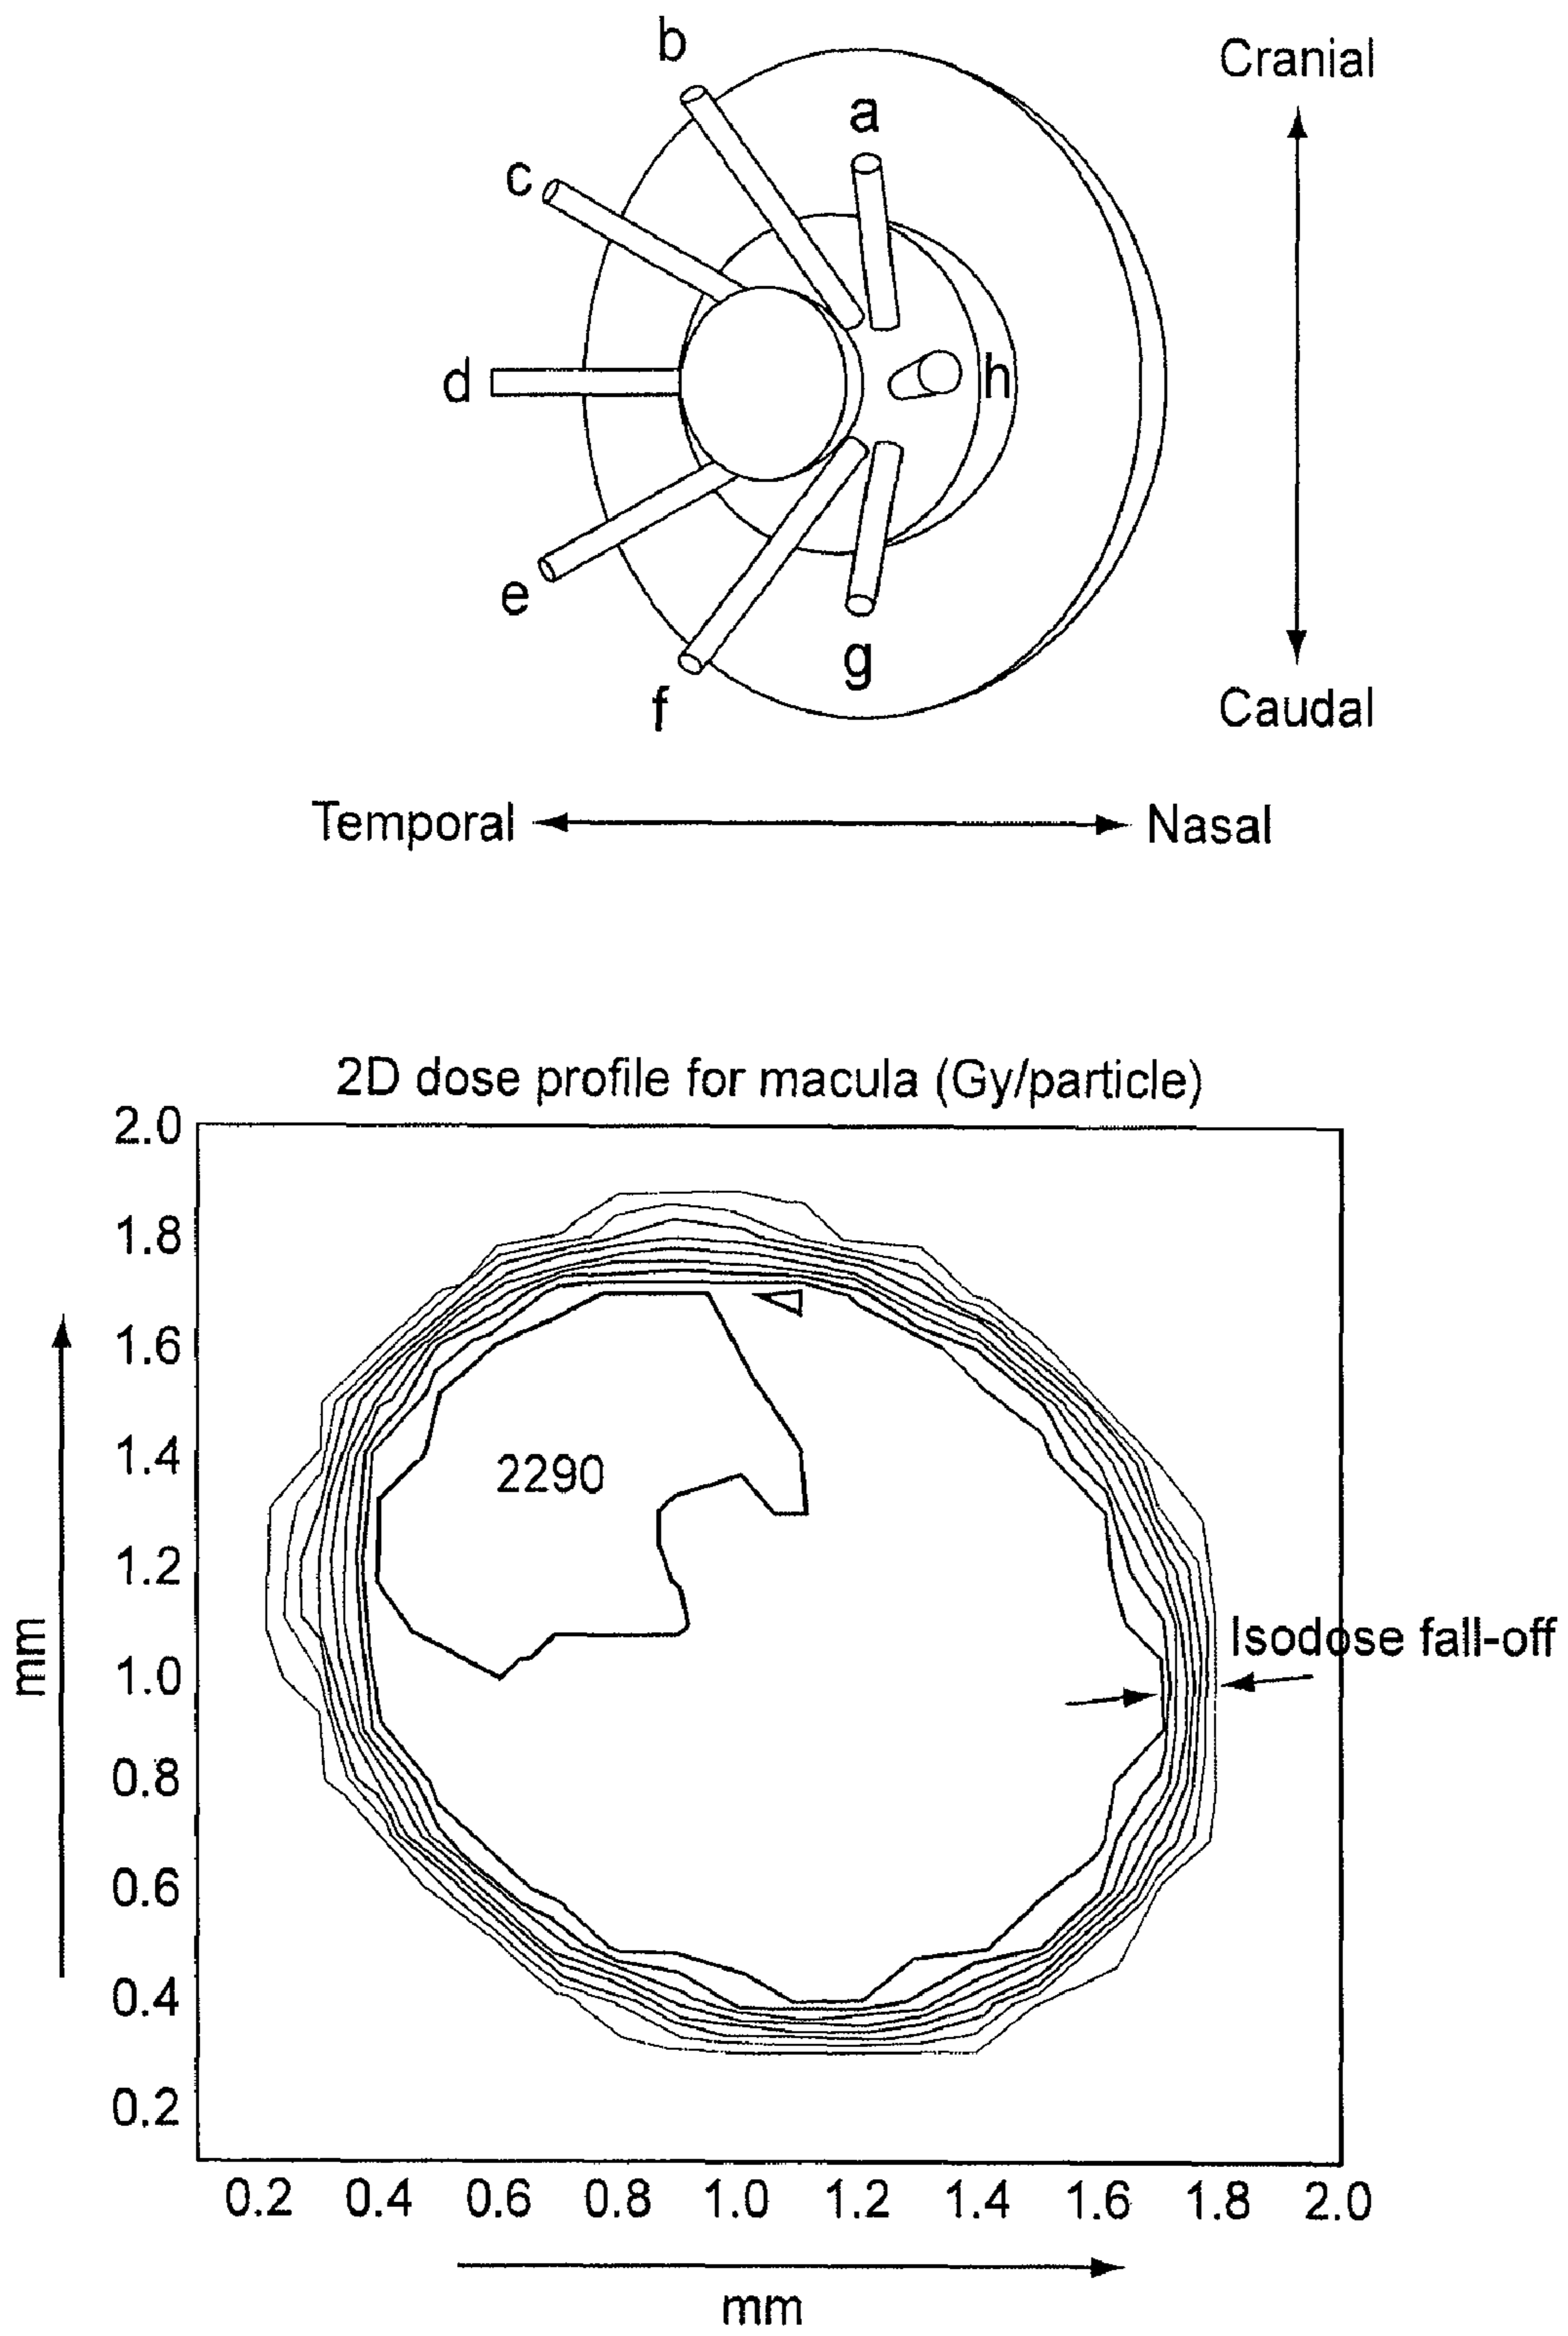 b
Cranial
a
c
d
h
e
g
f
Caudal
Temporal
Nasal
2D dose profile for macula (Gy/particle)
2.0
1.8
1.6
1.4
2290
1.2
Isodose fall-off
1.0
mm
0.8
0.6
0.4
0.2
0.2 0.4 0.6 0.8 1.0 1.2 1.4 1.6 1.8 2.0
mm